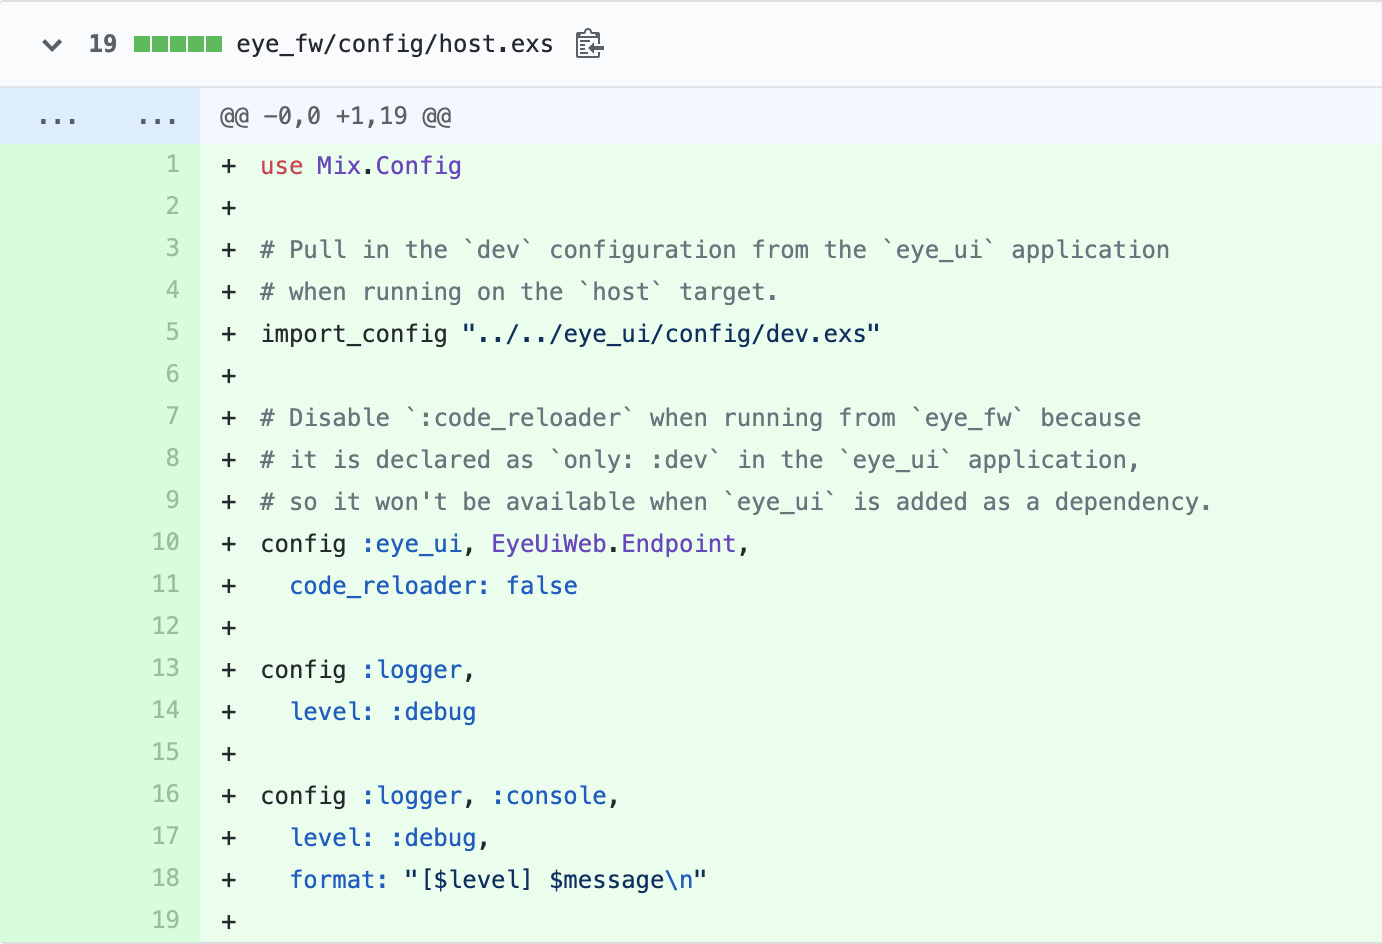 19 eye_fw/config/host.exs
... ... @@ -0,0 +1,19 @@
1 + use Mix.Config
2 +
3 + # Pull in the `dev` configuration from the `eye_ui` application
4 + # when running on the `host` target.
5 + import_config "../../eye_ui/config/dev.exs"
6 +
7 + # Disable `:code_reloader` when running from `eye_fw` because
8 + # it is declared as `only: :dev` in the `eye_ui` application,
9 + # so it won't be available when `eye_ui` is added as a dependency.
10 + config :eye_ui, EyeUiWeb.Endpoint,
11 +   code_reloader: false
12 +
13 + config :logger,
14 +   level: :debug
15 +
16 + config :logger, :console,
17 +   level: :debug,
18 +   format: "[$level] $message\n"
19 +